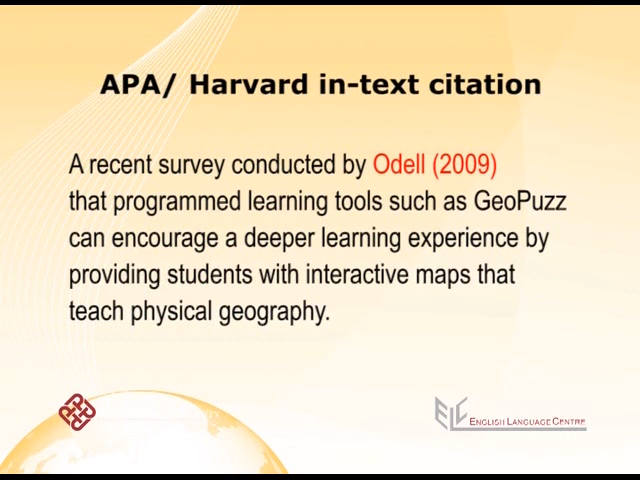 APA/ Harvard in-text citation
A recent survey conducted by Odell (2009)
that programmed learning tools such as GeoPuzz
can encourage a deeper learning experience by
providing students with interactive maps that
teach physical geography.
ELC ENGLISH LANGUAGE CENTRE